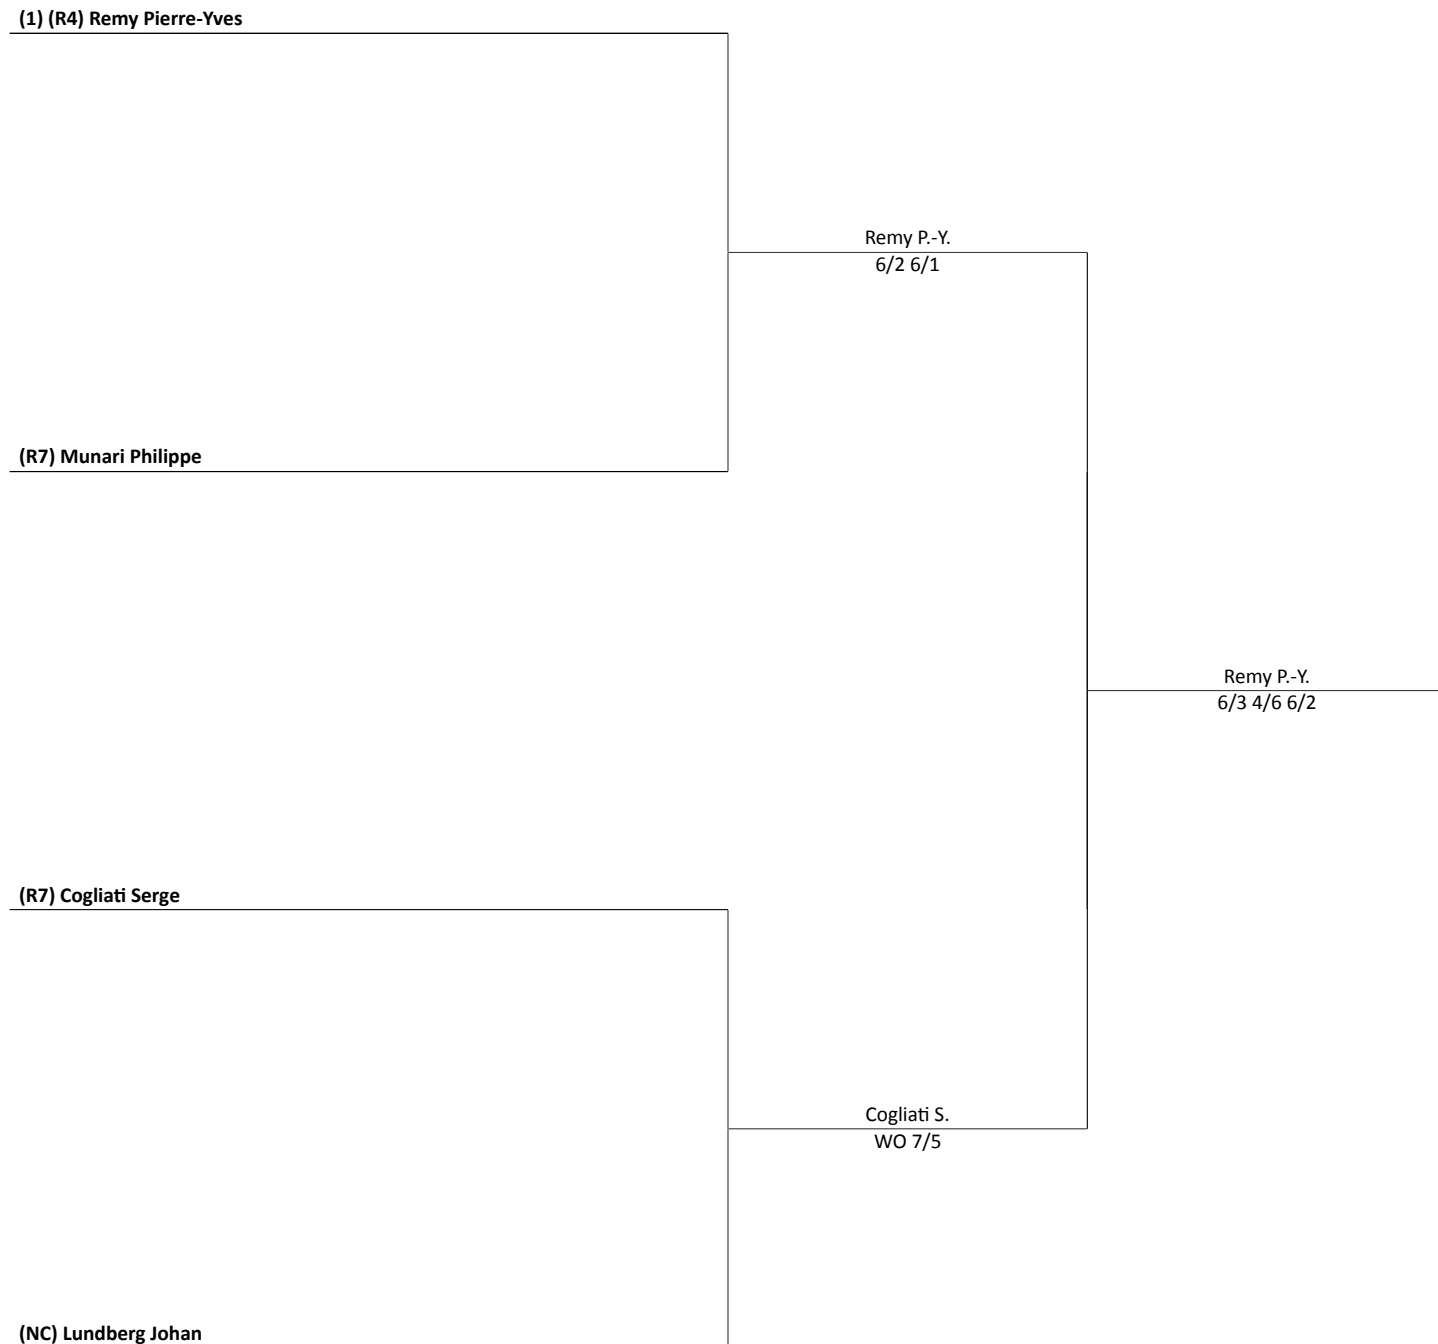 (1) (R4) Remy Pierre-Yves
Remy P.-Y.
6/2 6/1
(R7) Munari Philippe
Remy P.-Y.
6/3 4/6 6/2
(R7) Cogliati Serge
Cogliati S.
WO 7/5
(NC) Lundberg Johan